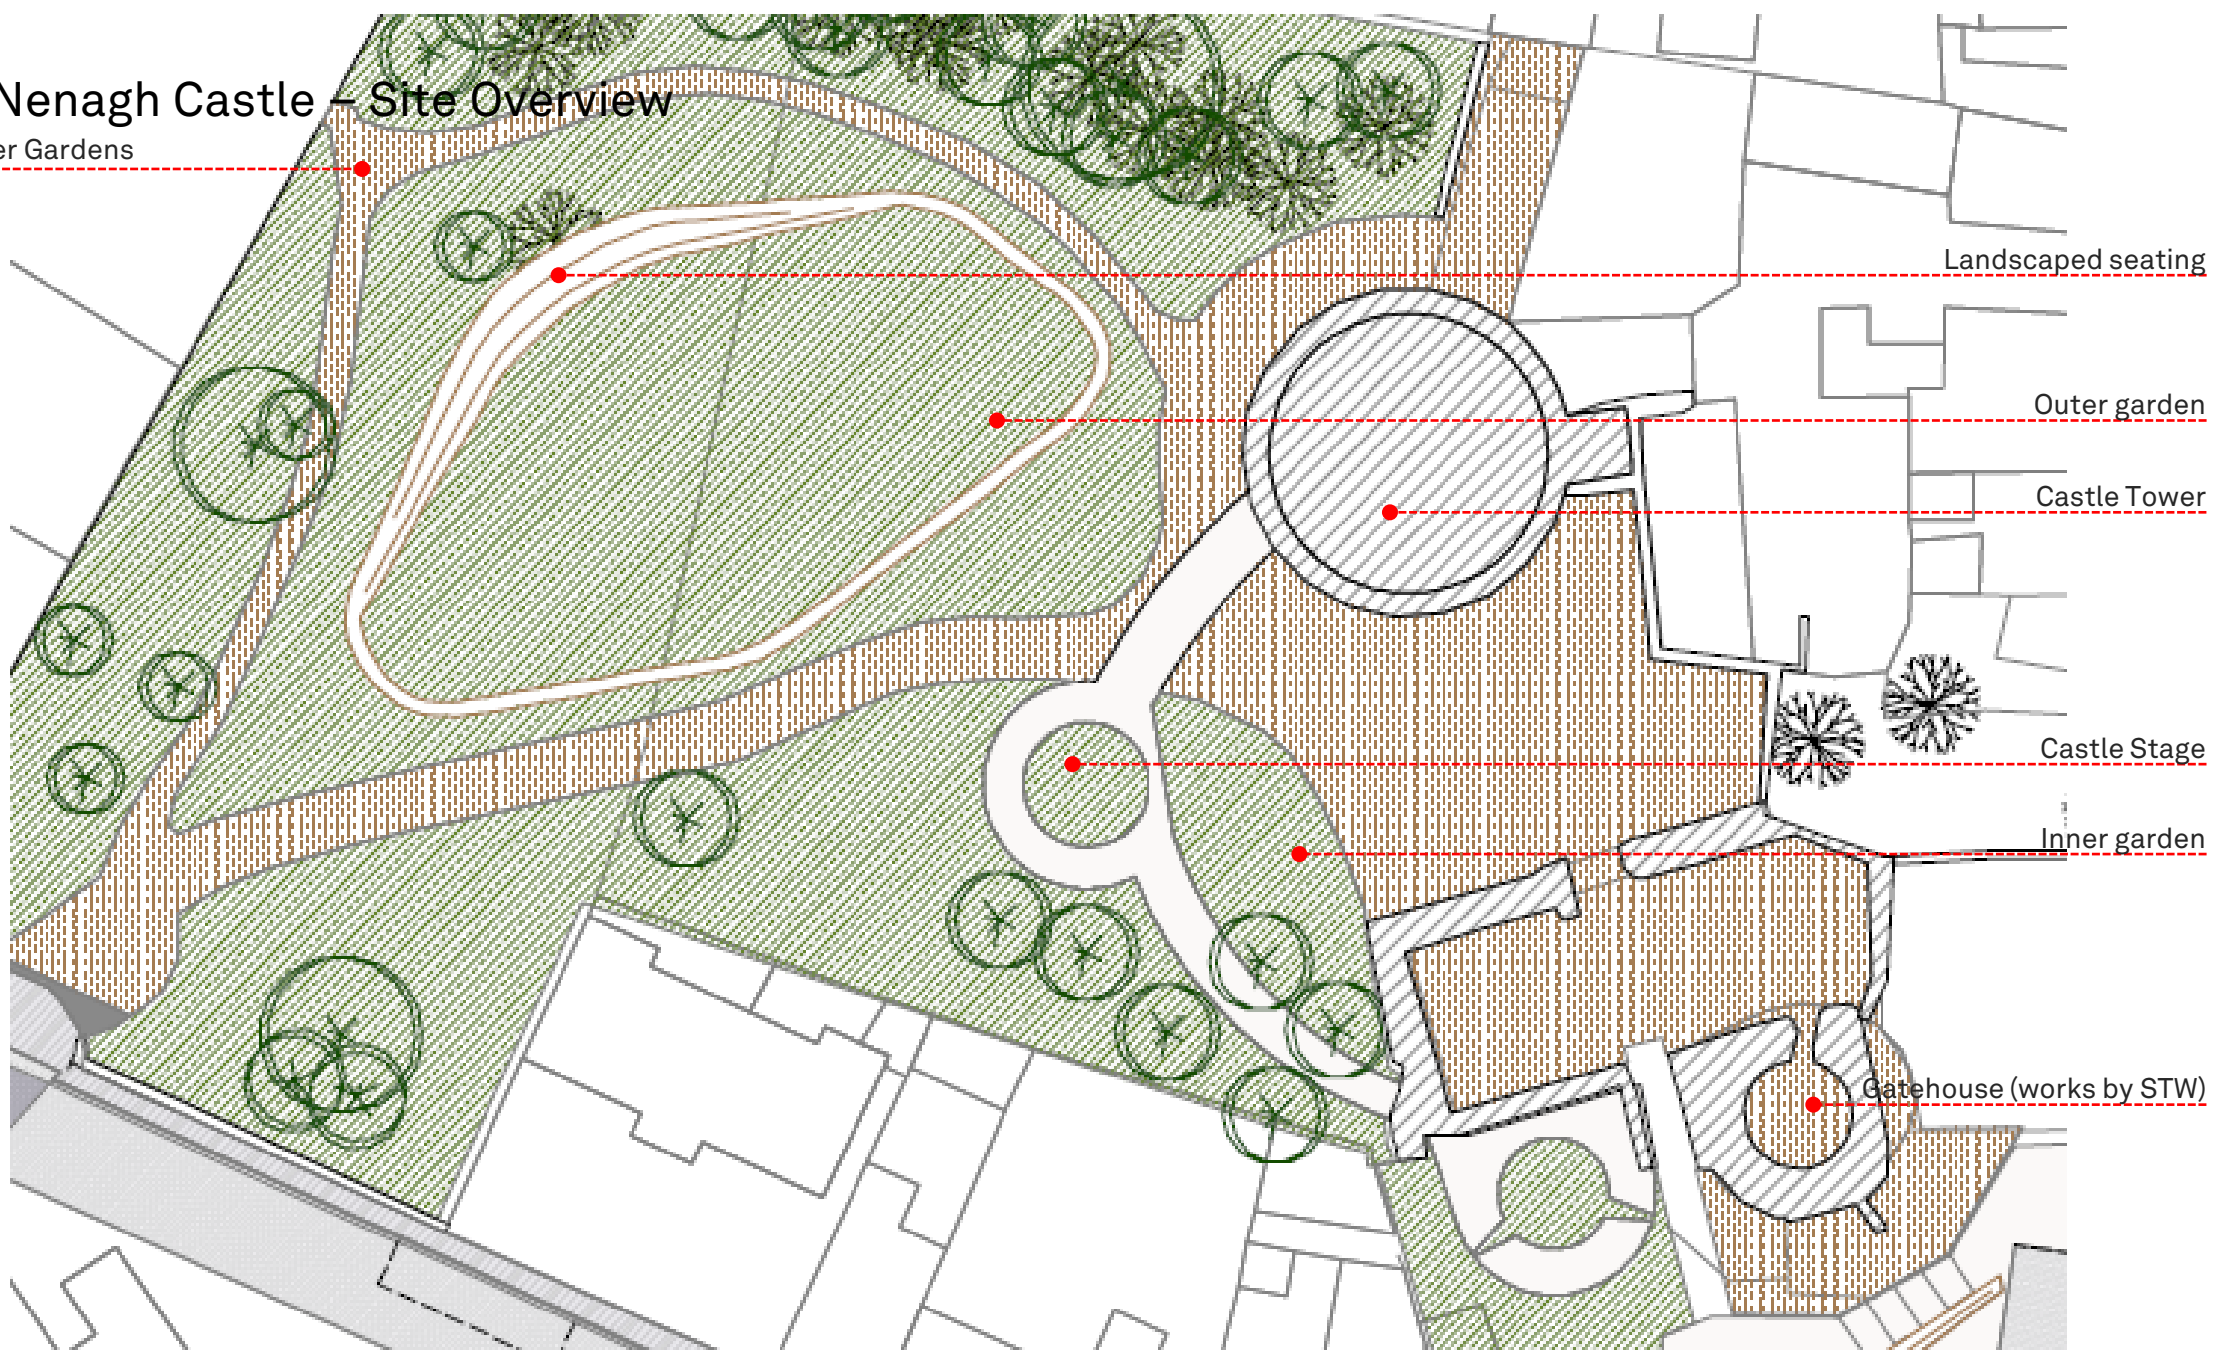 Nenagh Castle – Site Overview
Gardens
Landscaped seating
Outer garden
Castle Tower
Castle Stage
Inner garden
Gatehouse (works by STW)